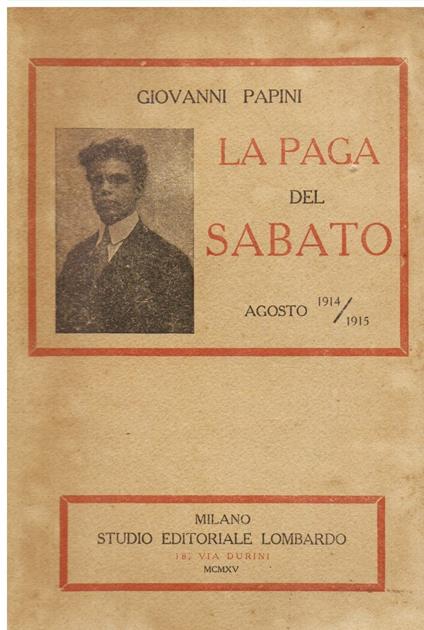 GIOVANNI PAPINI
LA PAGA
DEL
SABATO
AGOSTO 1914/1915
MILANO
STUDIO EDITORIALE LOMBARDO
18, VIA DURINI
MCMXV